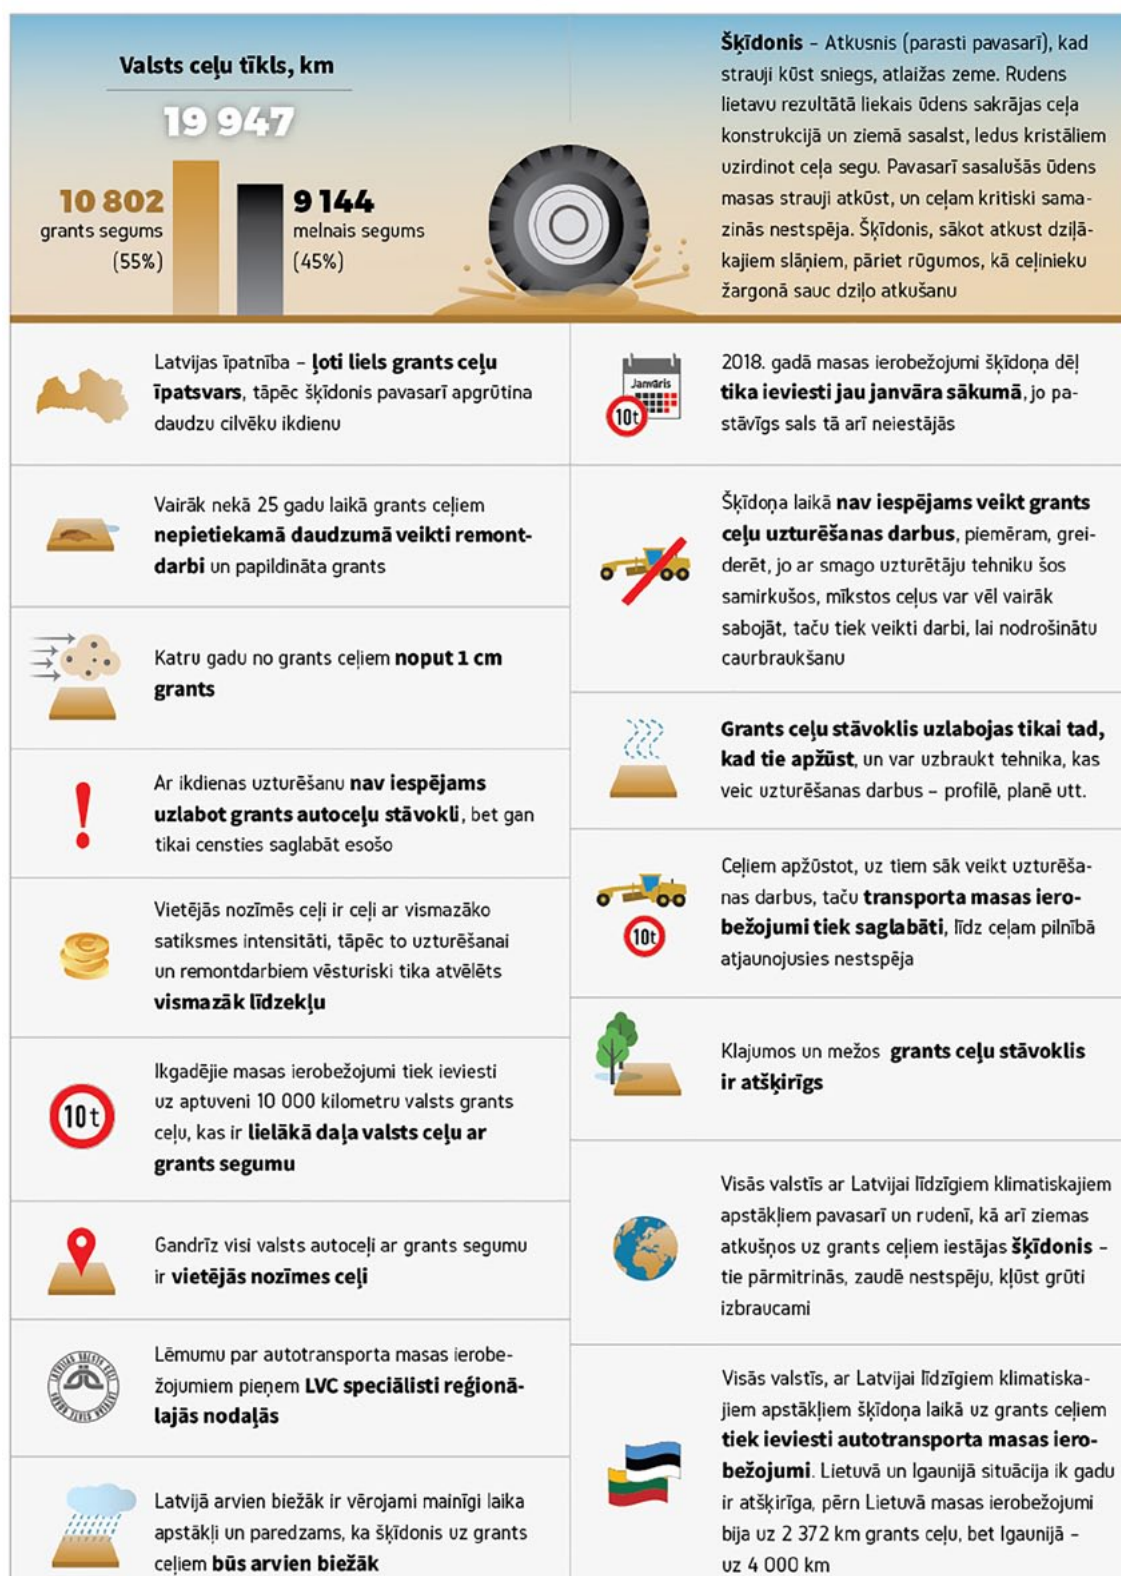 Valsts ceļu tīkls, km
19 947
10 802
grants segums
(55%)
9 144
melnais segums
(45%)
Šķīdonis – Atkusnis (parasti pavasarī), kad
strauji kūst sniegs, atlaižas zeme. Rudens
lietavu rezultātā liekais ūdens sakrājas ceļa
konstrukcijā un ziemā sasalst, ledus kristāliem
uzirdinot ceļa segu. Pavasarī sasalušās ūdens
masas strauji atkūst, un ceļam kritiski sama-
zinās nestspēja. Šķīdonis, sākot atkust dziļā-
kajiem slāņiem, pāriet rūgumos, kā ceļinieku
žargonā sauc dziļo atkušanu
Latvijas īpatnība – ļoti liels grants ceļu
īpatsvars, tāpēc šķīdonis pavasarī apgrūtina
daudzu cilvēku ikdienu
Vairāk nekā 25 gadu laikā grants ceļiem
nepietiekamā daudzumā veikti remont-
darbi un papildināta grants
Katru gadu no grants ceļiem noput 1 cm
grants
Ar ikdienas uzturēšanu nav iespējams
uzlabot grants autoceļu stāvokli, bet gan
tikai censties saglabāt esošo
Vietējās nozīmēs ceļi ir ceļi ar vismazāko
satiksmes intensitāti, tāpēc to uzturēšanai
un remontdarbiem vēsturiski tika atvēlēts
vismazāk līdzekļu
10t
Ikgadējie masas ierobežojumi tiek ieviesti
uz aptuveni 10 000 kilometru valsts grants
ceļu, kas ir lielākā daļa valsts ceļu ar
grants segumu
Gandrīz visi valsts autoceļi ar grants segumu
ir vietējās nozīmes ceļi
LATVIJAS VALSTS CEĻI
LATVIAN STATE ROADS
Lēmumu par autotransporta masas ierobe-
žojumiem pieņem LVC speciālisti reģionā-
lajās nodaļās
Latvijā arvien biežāk ir vērojami mainīgi laika
apstākļi un paredzams, ka šķīdonis uz grants
ceļiem būs arvien biežāk
Janvāris
10t
2018. gadā masas ierobežojumi šķīdoņa dēļ
tika ieviesti jau janvāra sākumā, jo pa-
stāvīgs sals tā arī neiestājās
Šķīdoņa laikā nav iespējams veikt grants
ceļu uzturēšanas darbus, piemēram, grei-
derēt, jo ar smago uzturētāju tehniku šos
samirkušos, mīkstos ceļus var vēl vairāk
sabojāt, taču tiek veikti darbi, lai nodrošinātu
caurbraukšanu
Grants ceļu stāvoklis uzlabojas tikai tad,
kad tie apžūst, un var uzbraukt tehnika, kas
veic uzturēšanas darbus – profilē, planē utt.
10t
Ceļiem apžūstot, uz tiem sāk veikt uzturēša-
nas darbus, taču transporta masas iero-
bežojumi tiek saglabāti, līdz ceļam pilnībā
atjaunojusies nestspēja
Klajumos un mežos grants ceļu stāvoklis
ir atšķirīgs
Visās valstīs ar Latvijai līdzīgiem klimatiskajiem
apstākļiem pavasarī un rudenī, kā arī ziemas
atkušņos uz grants ceļiem iestājas šķīdonis –
tie pārmitrinās, zaudē nestspēju, kļūst grūti
izbraucami
Visās valstīs, ar Latvijai līdzīgiem klimatiska-
jiem apstākļiem šķīdoņa laikā uz grants ceļiem
tiek ieviesti autotransporta masas iero-
bežojumi. Lietuvā un Igaunijā situācija ik gadu
ir atšķirīga, pērn Lietuvā masas ierobežojumi
bija uz 2 372 km grants ceļu, bet Igaunijā –
uz 4 000 km